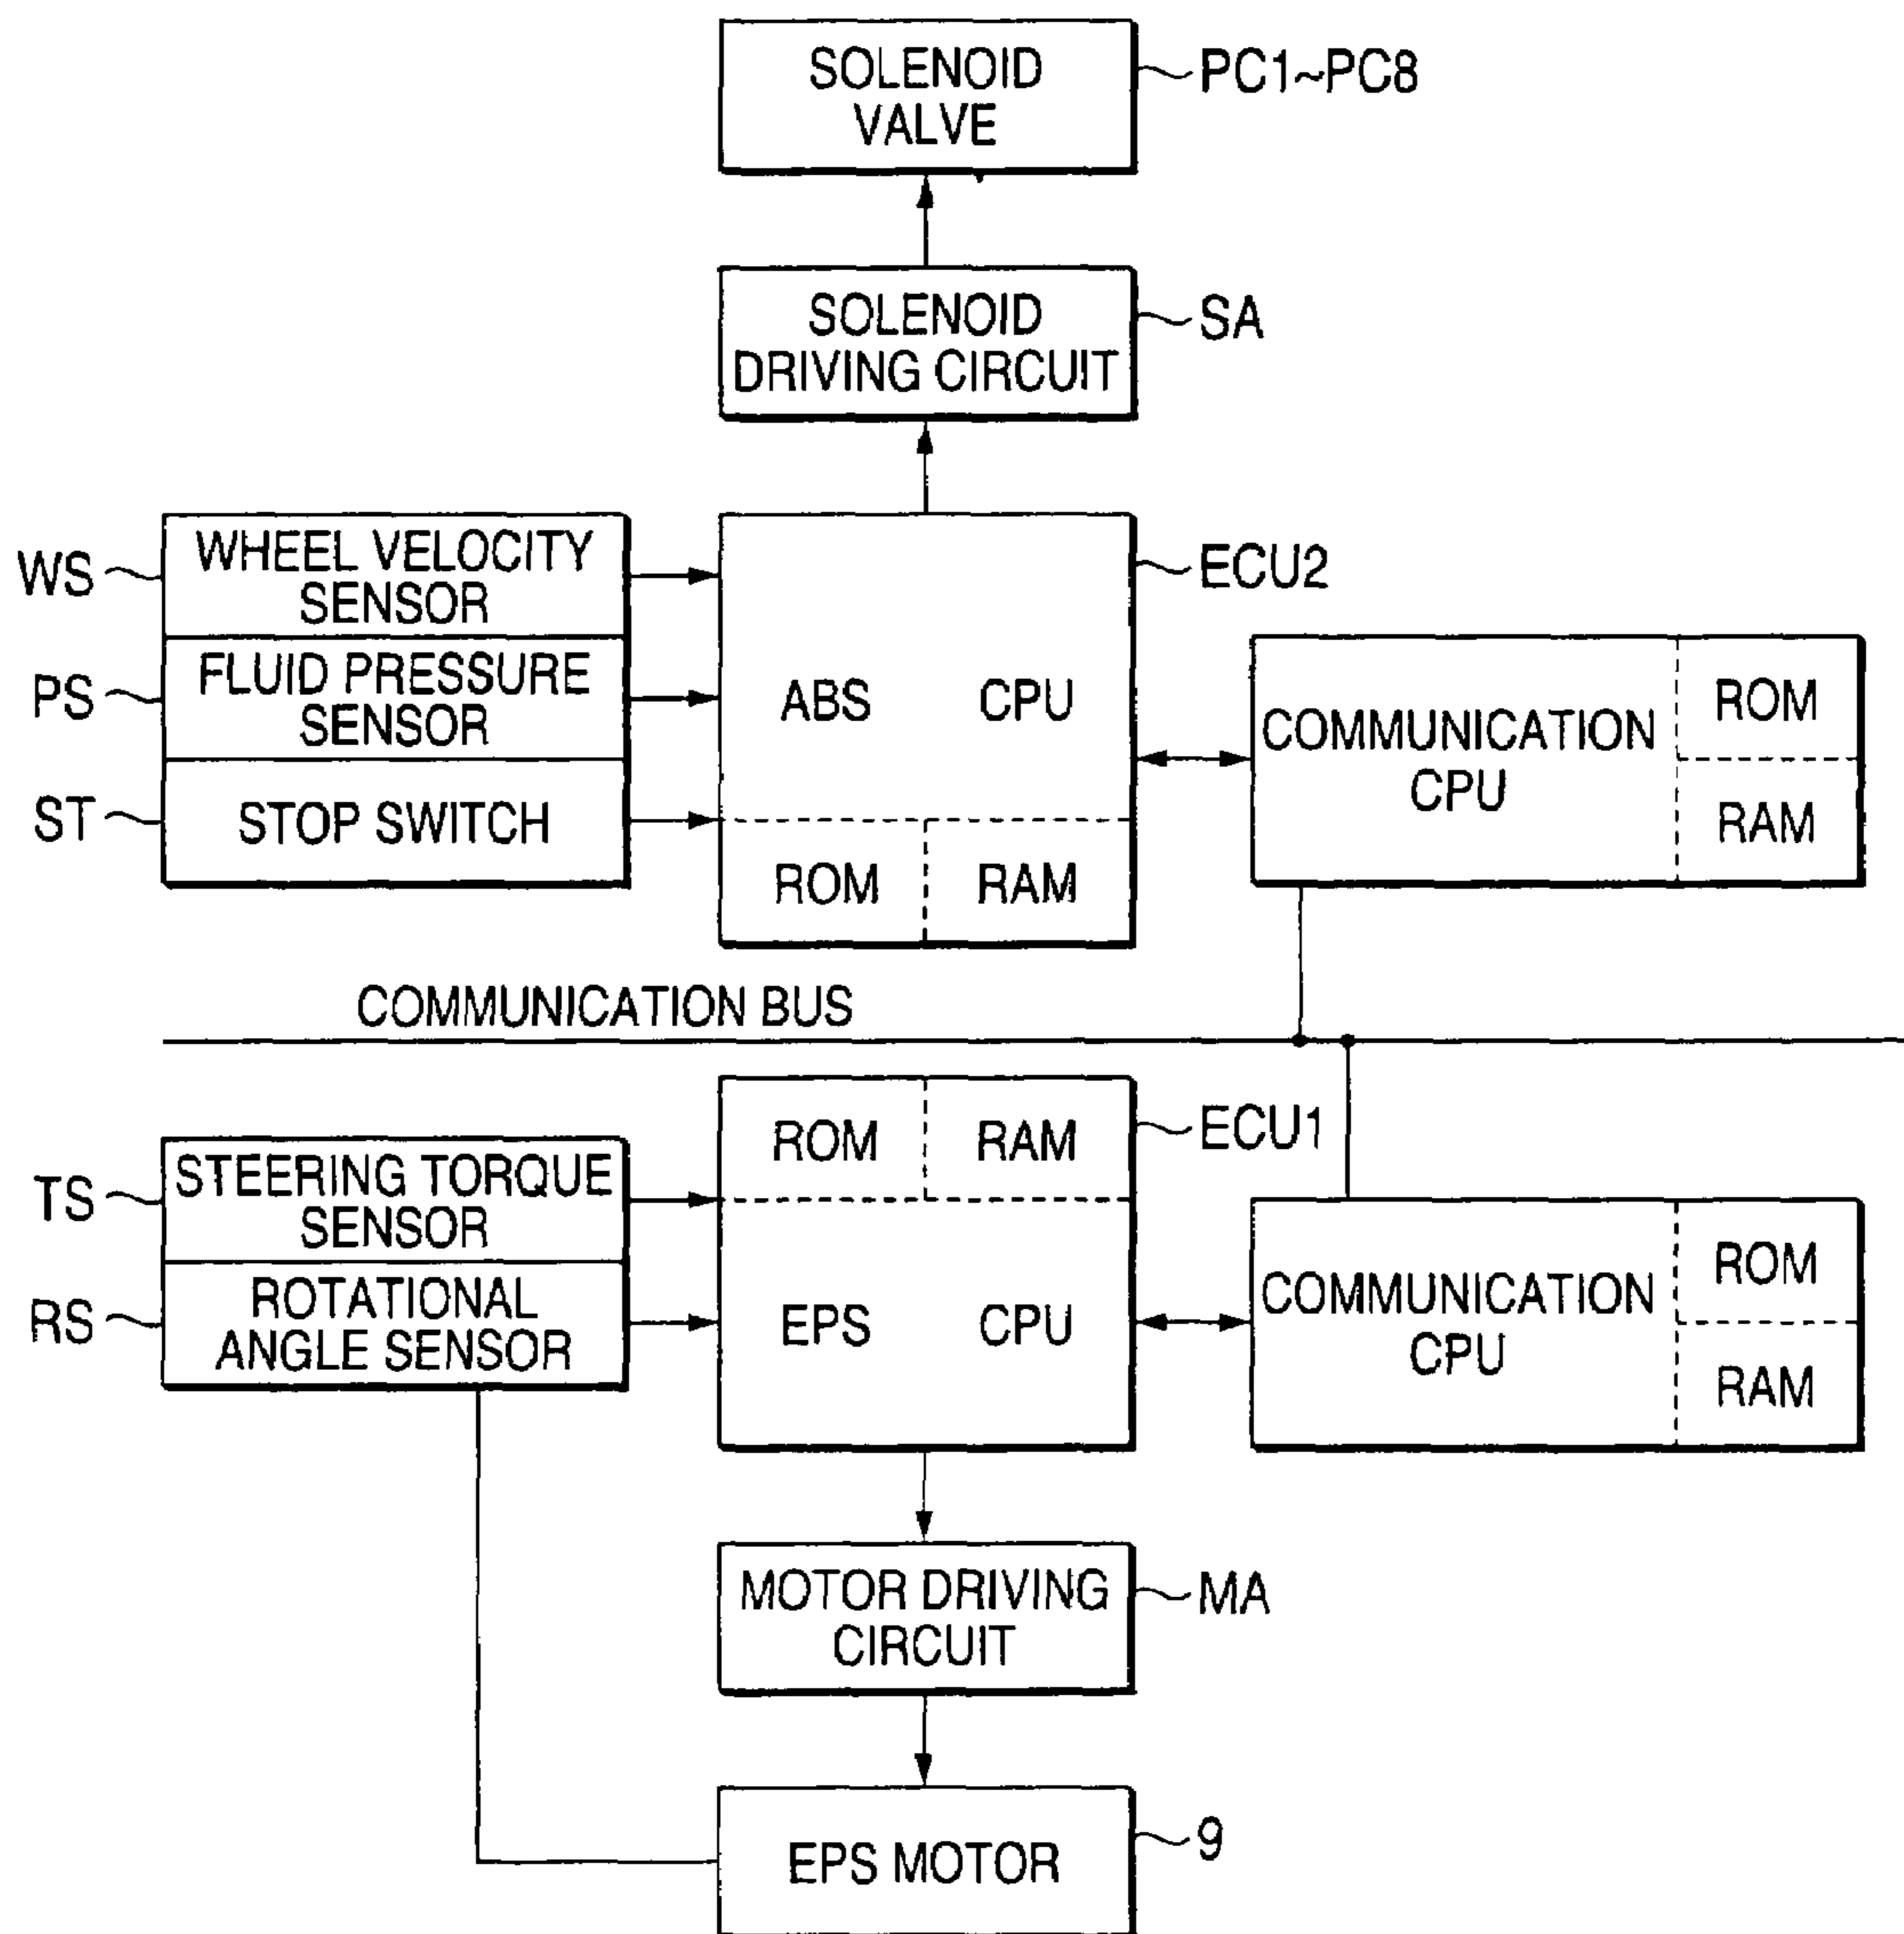 SOLENOID
VALVE
PC1~PC8
SOLENOID
DRIVING CIRCUIT
SA
WS
WHEEL VELOCITY
SENSOR
PS
FLUID PRESSURE
SENSOR
ST
STOP SWITCH
ABS CPU
ROM RAM
ECU2
COMMUNICATION
CPU
ROM
RAM
COMMUNICATION BUS
TS
STEERING TORQUE
SENSOR
RS
ROTATIONAL
ANGLE SENSOR
ROM RAM
EPS CPU
ECU1
COMMUNICATION
CPU
ROM
RAM
MOTOR DRIVING
CIRCUIT
MA
EPS MOTOR
9